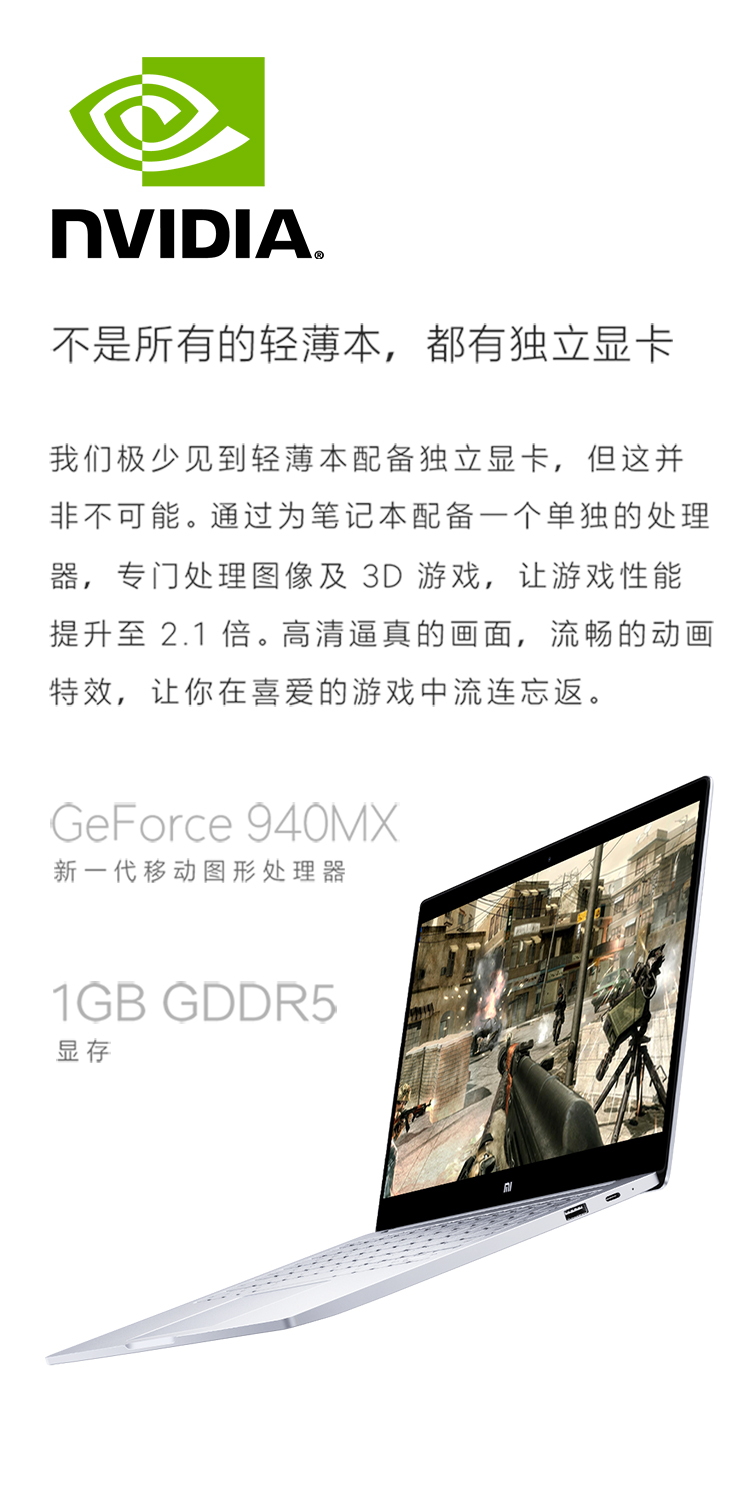 NVIDIA®
不是所有的轻薄本，都有独立显卡
我们极少见到轻薄本配备独立显卡，但这并
非不可能。通过为笔记本配备一个单独的处理
器，专门处理图像及 3D 游戏，让游戏性能
提升至 2.1 倍。高清逼真的画面，流畅的动画
特效，让你在喜爱的游戏中流连忘返。
GeForce 940MX
新一代移动图形处理器
1GB GDDR5
显存
mi